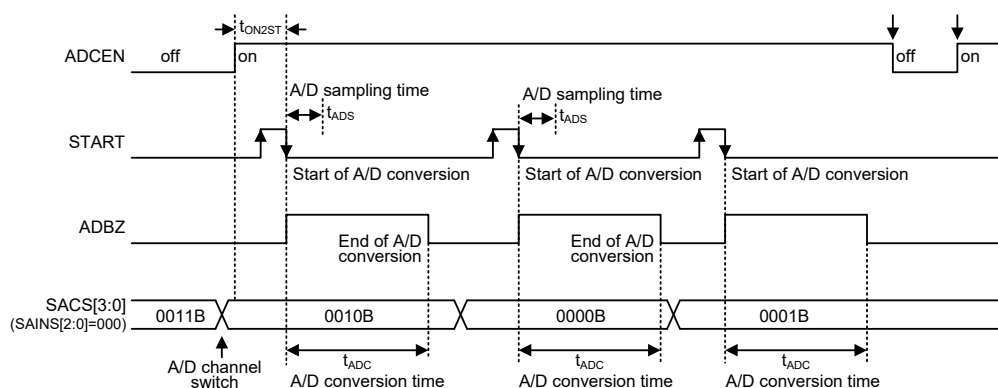 tON2ST
ADCEN
off
on
off
on
A/D sampling time
tADS
A/D sampling time
tADS
START
Start of A/D conversion
Start of A/D conversion
Start of A/D conversion
ADBZ
End of A/D
conversion
End of A/D
conversion
SACS[3:0]
(SAINS[2:0]=000)
0011B
0010B
0000B
0001B
A/D channel
switch
tADC
A/D conversion time
tADC
A/D conversion time
tADC
A/D conversion time